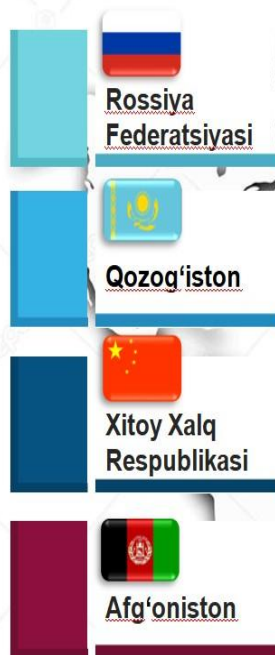 Rossiya
Federatsiyasi
Qozog‘iston
Xitoy Xalq
Respublikasi
Afg‘oniston